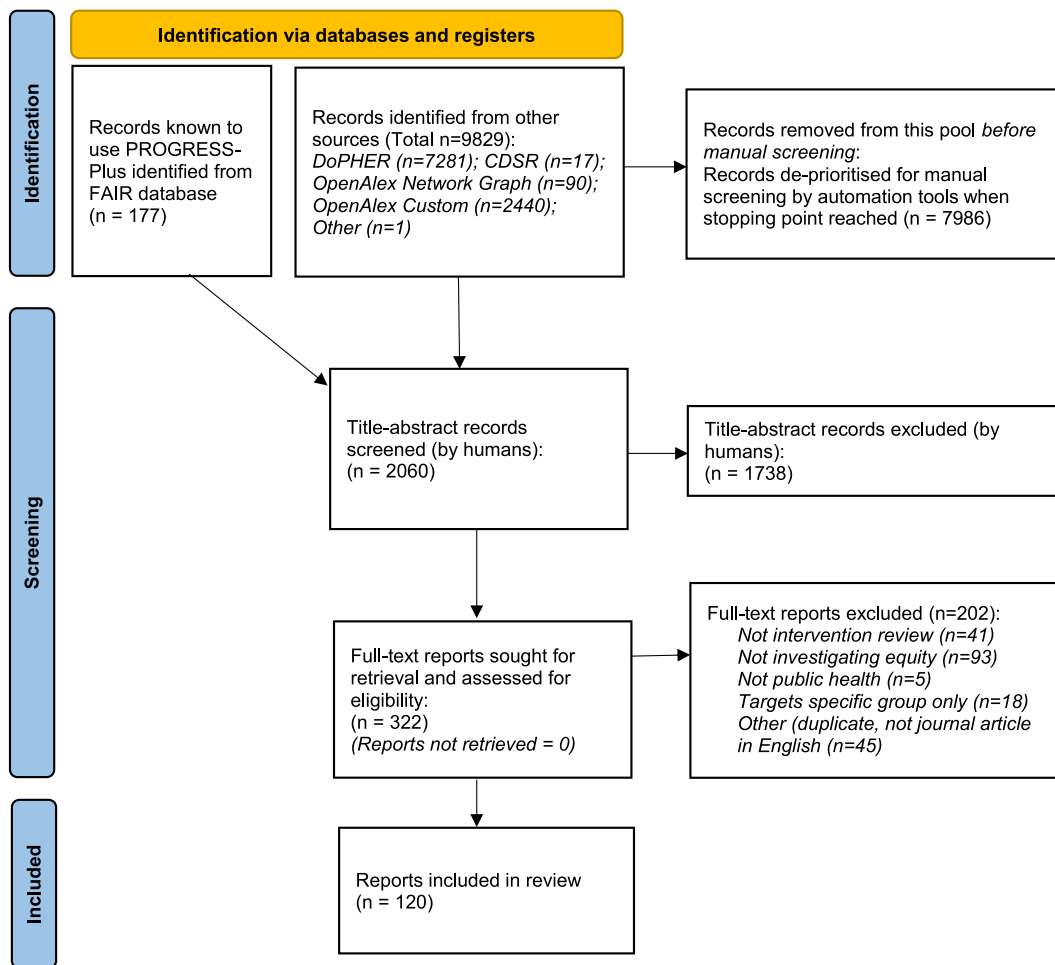 Identification via databases and registers
Identification
Records known to
use PROGRESS-
Plus identified from
FAIR database
(n = 177)
Records identified from other
sources (Total n=9829):
DoPHER (n=7281); CDSR (n=17);
OpenAlex Network Graph (n=90);
OpenAlex Custom (n=2440);
Other (n=1)
Records removed from this pool before
manual screening:
Records de-prioritised for manual
screening by automation tools when
stopping point reached (n = 7986)
Screening
Title-abstract records
screened (by humans):
(n = 2060)
Title-abstract records excluded (by
humans):
(n = 1738)
Full-text reports sought for
retrieval and assessed for
eligibility:
(n = 322)
(Reports not retrieved = 0)
Full-text reports excluded (n=202):
Not intervention review (n=41)
Not investigating equity (n=93)
Not public health (n=5)
Targets specific group only (n=18)
Other (duplicate, not journal article
in English (n=45)
Included
Reports included in review
(n = 120)